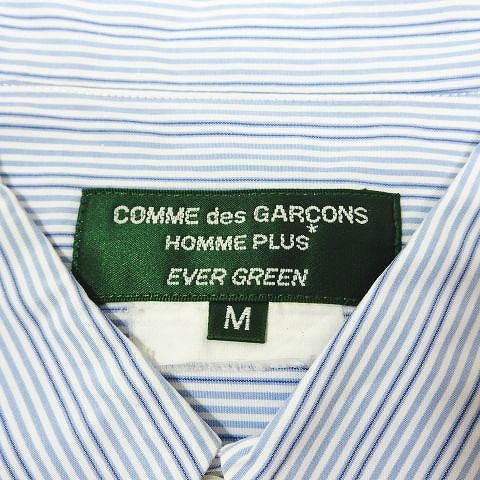 COMME des GARÇONS
HOMME PLUS*
EVER GREEN
M